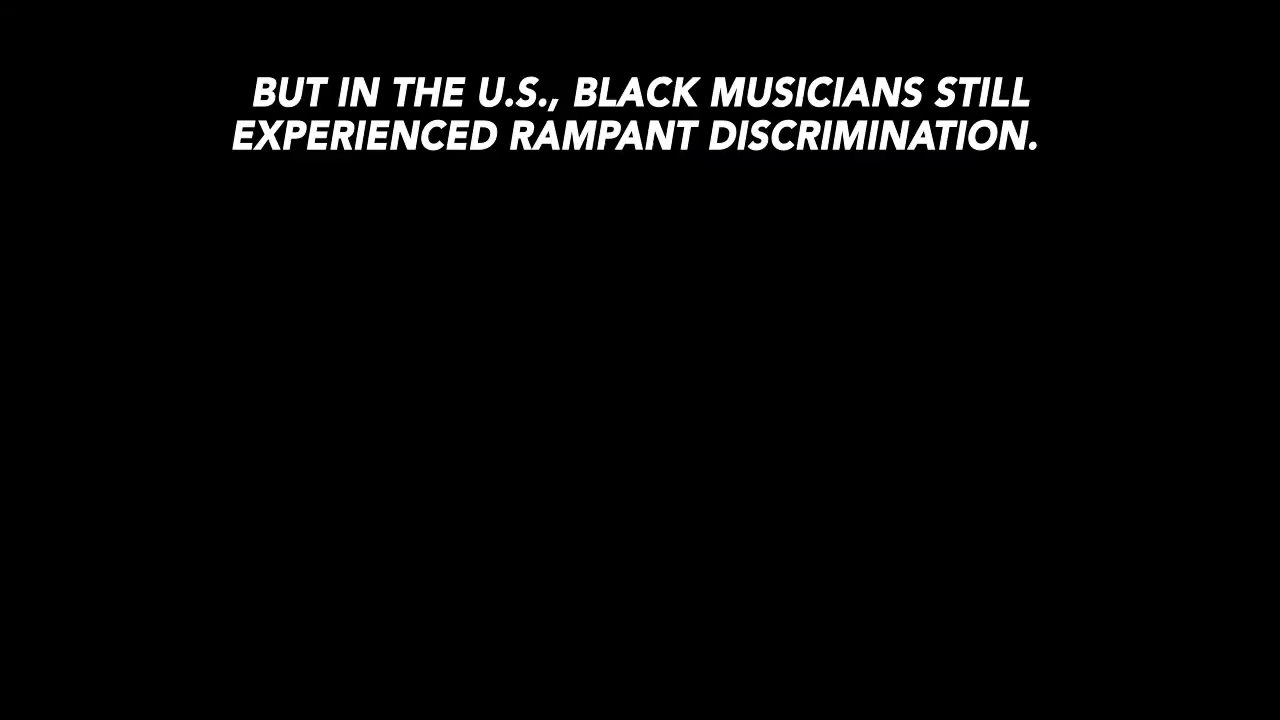 BUT IN THE U.S., BLACK MUSICIANS STILL
EXPERIENCED RAMPANT DISCRIMINATION.